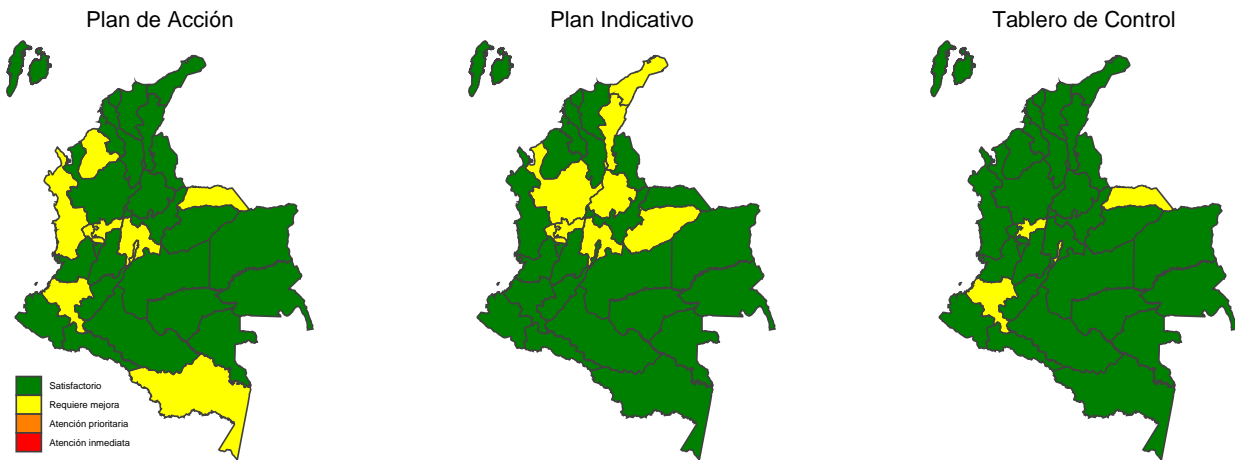 Plan de Acción
Plan Indicativo
Tablero de Control
Satisfactorio
Requiere mejora
Atención prioritaria
Atención inmediata